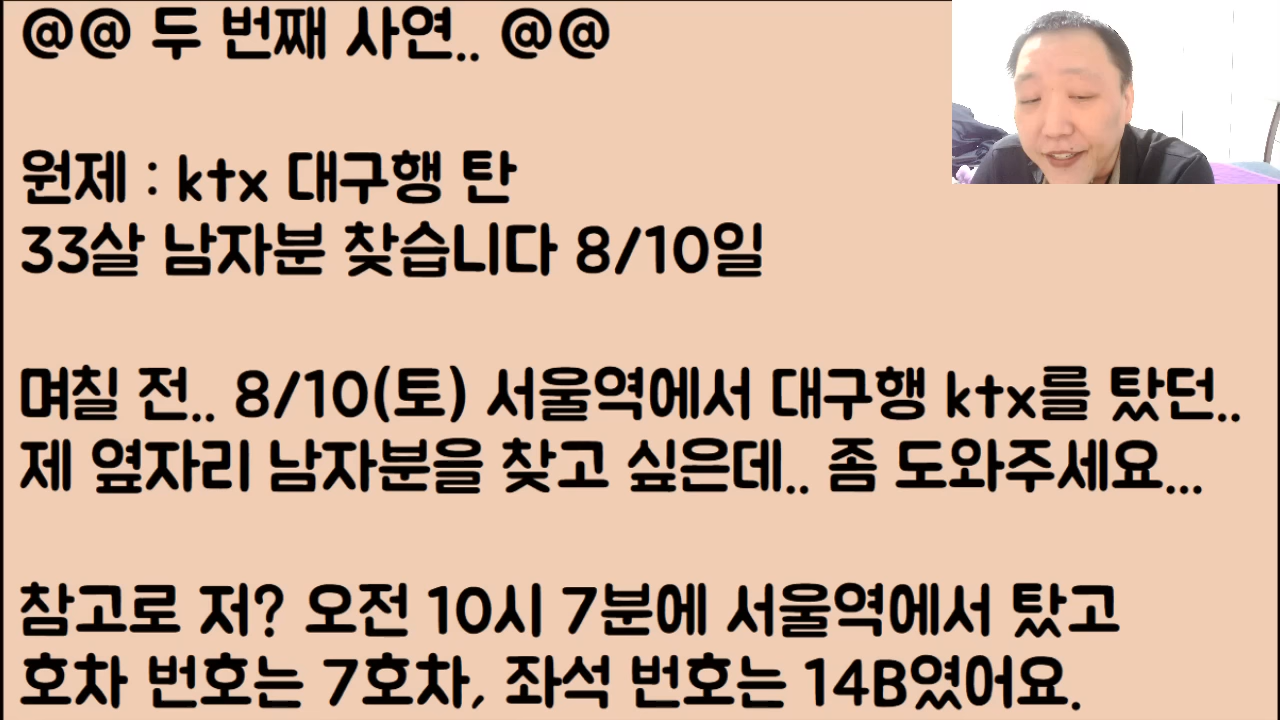 @@ 두 번째 사연.. @@
원제 : ktx 대구행 탄
33살 남자분 찾습니다 8/10일
며칠 전.. 8/10(토) 서울역에서 대구행 ktx를 탔던..
제 옆자리 남자분을 찾고 싶은데.. 좀 도와주세요...
참고로 저? 오전 10시 7분에 서울역에서 탔고
호차 번호는 7호차, 좌석 번호는 14B였어요.